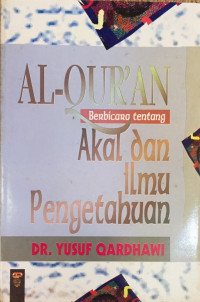 AL-QUR'AN
Berbicara tentang
Akal dan
Ilmu
Pengetahuan
DR. YUSUF QARDHAWI